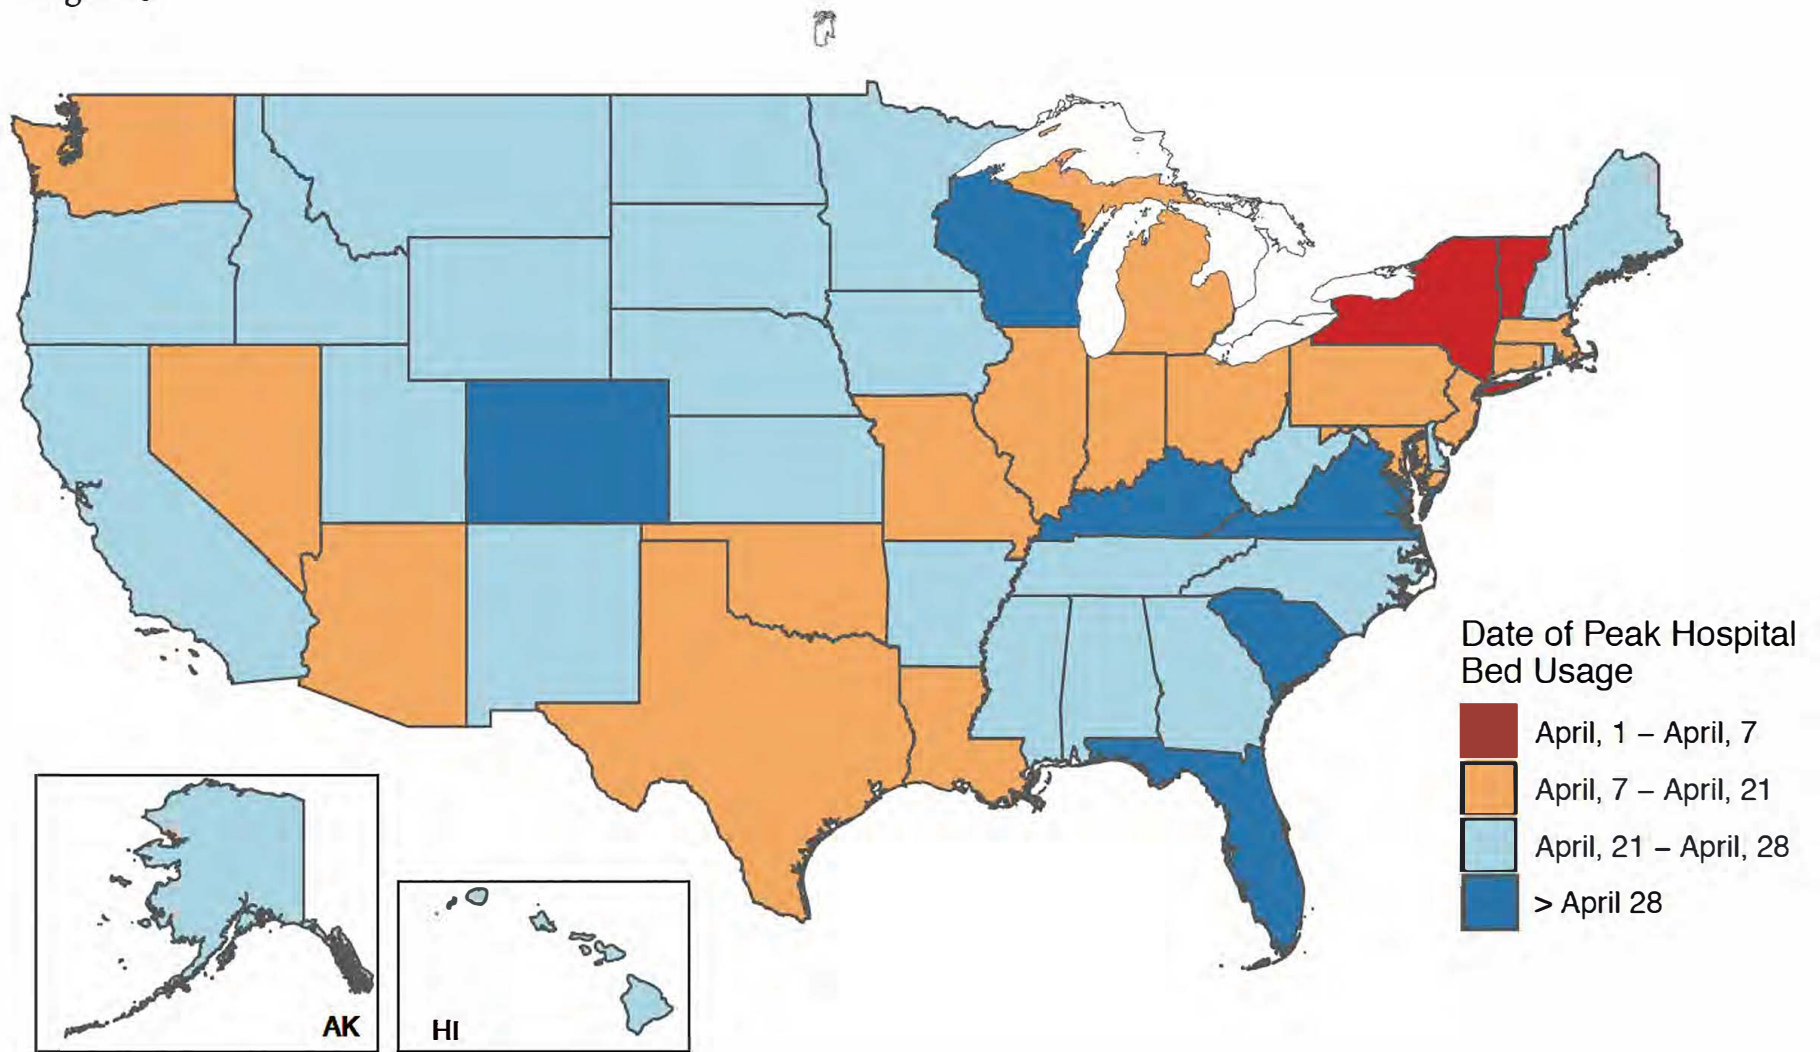 Date of Peak Hospital
Bed Usage
April, 1 – April, 7
April, 7 – April, 21
April, 21 – April, 28
> April 28
AK
HI